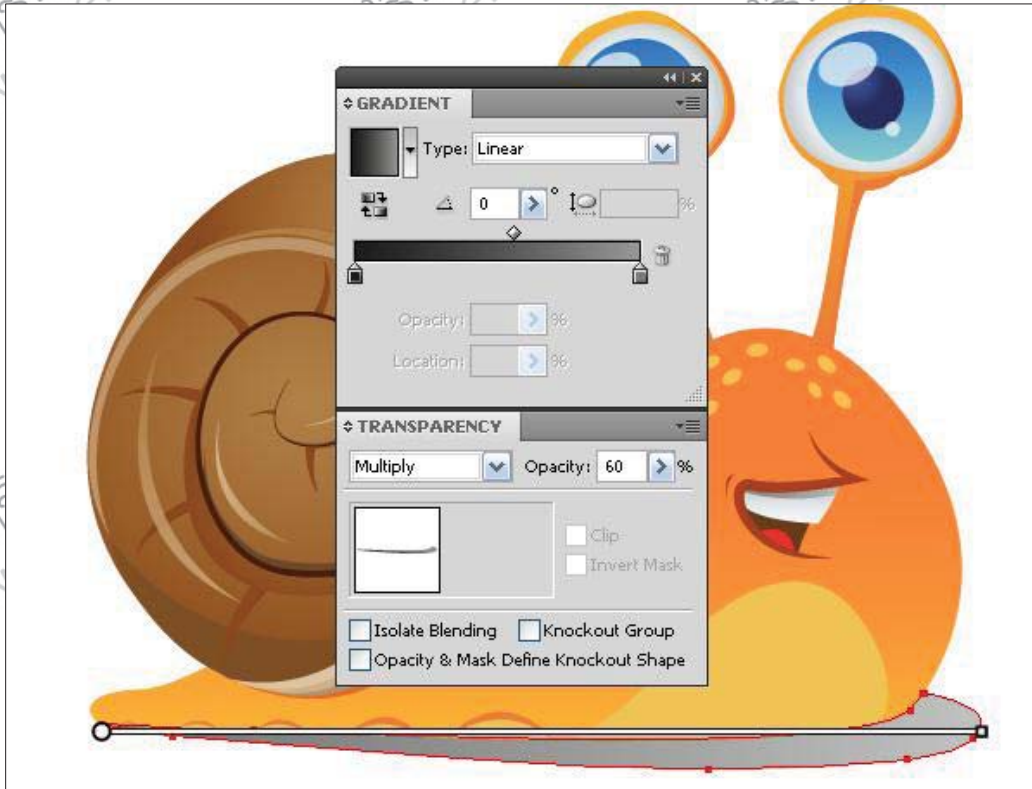 GRADIENT
Type: Linear
0 ° %
Opacity: %
Location: %
TRANSPARENCY
Multiply Opacity: 60 %
Clip
Invert Mask
Isolate Blending Knockout Group
Opacity & Mask Define Knockout Shape